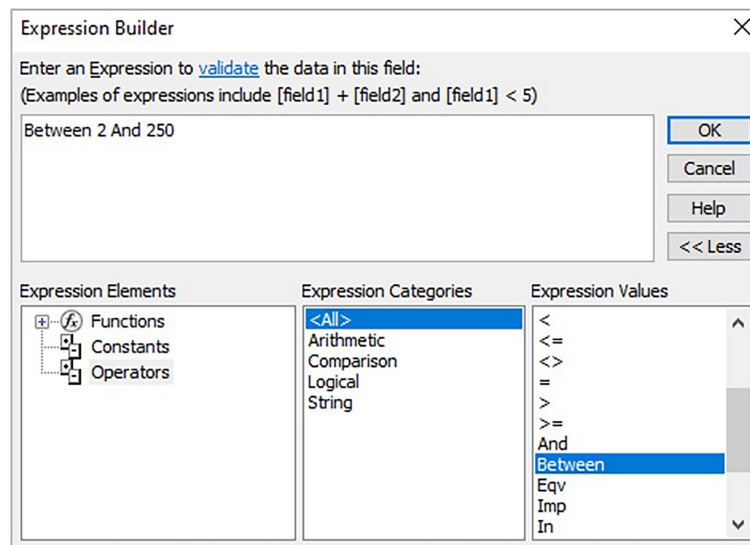 Expression Builder
Enter an Expression to validate the data in this field:
(Examples of expressions include [field1] + [field2] and [field1] < 5)
Between 2 And 250
OK
Cancel
Help
<< Less
Expression Elements
Functions
Constants
Operators
Expression Categories
<All>
Arithmetic
Comparison
Logical
String
Expression Values
<
<=
<>
=
>
>=
And
Between
Eqv
Imp
In